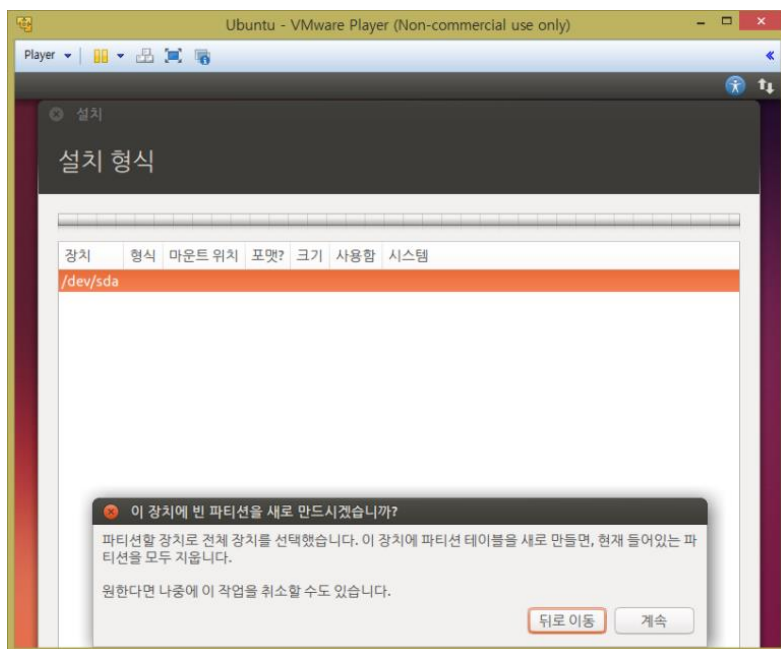 Ubuntu - VMware Player (Non-commercial use only)
Player
설치
설치 형식
장치 형식 마운트 위치 포맷? 크기 사용함 시스템
/dev/sda
이 장치에 빈 파티션을 새로 만드시겠습니까?
파티션할 장치로 전체 장치를 선택했습니다. 이 장치에 파티션 테이블을 새로 만들면, 현재 들어있는 파
티션을 모두 지웁니다.
원한다면 나중에 이 작업을 취소할 수도 있습니다.
뒤로 이동 계속